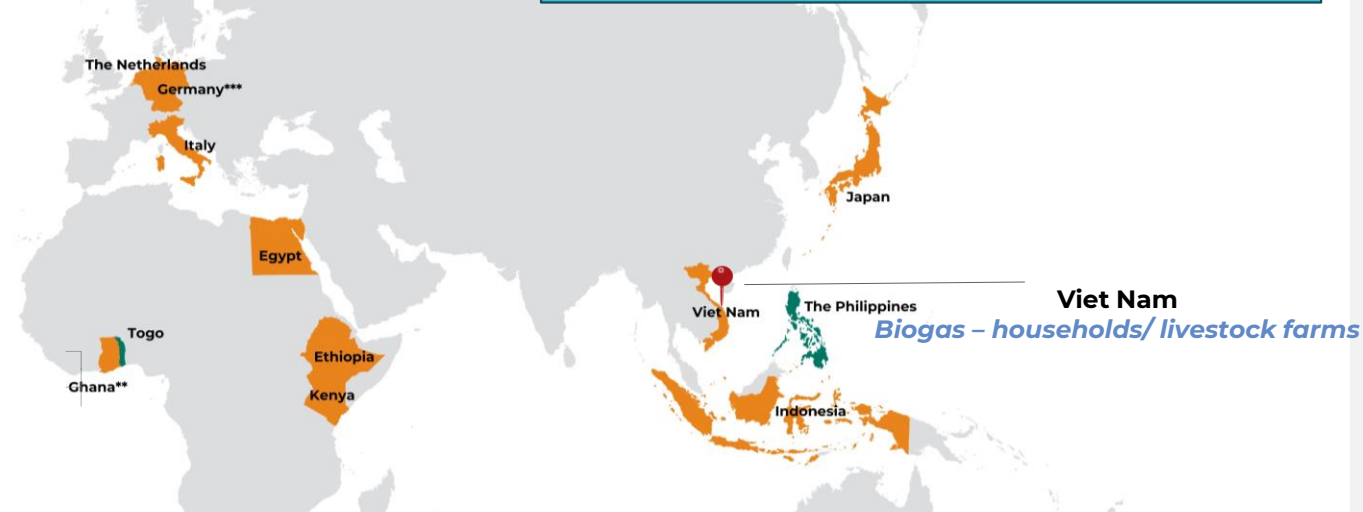 The Netherlands
Germany***
Italy
Japan
Egypt
Viet Nam
The Philippines
Viet Nam
Biogas – households/ livestock farms
Togo
Ethiopia
Ghana**
Kenya
Indonesia